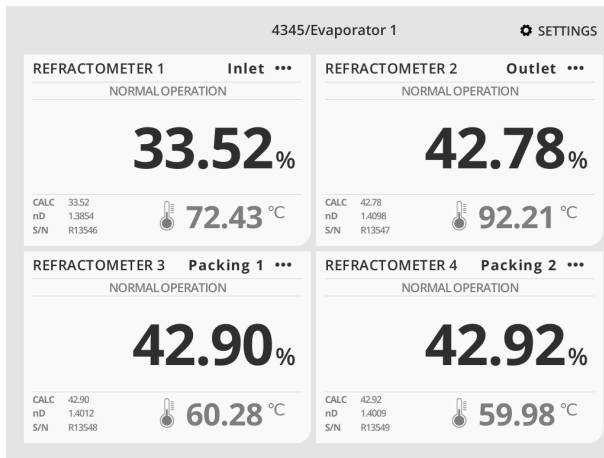 4345/Evaporator 1
SETTINGS
REFRACTOMETER 1 Inlet •••
NORMAL OPERATION
33.52%
CALC 33.52
nD 1.3854
S/N R13546
72.43 °C
REFRACTOMETER 2 Outlet •••
NORMAL OPERATION
42.78%
CALC 42.78
nD 1.4098
S/N R13547
92.21 °C
REFRACTOMETER 3 Packing 1 •••
NORMAL OPERATION
42.90%
CALC 42.90
nD 1.4012
S/N R13548
60.28 °C
REFRACTOMETER 4 Packing 2 •••
NORMAL OPERATION
42.92%
CALC 42.92
nD 1.4009
S/N R13549
59.98 °C